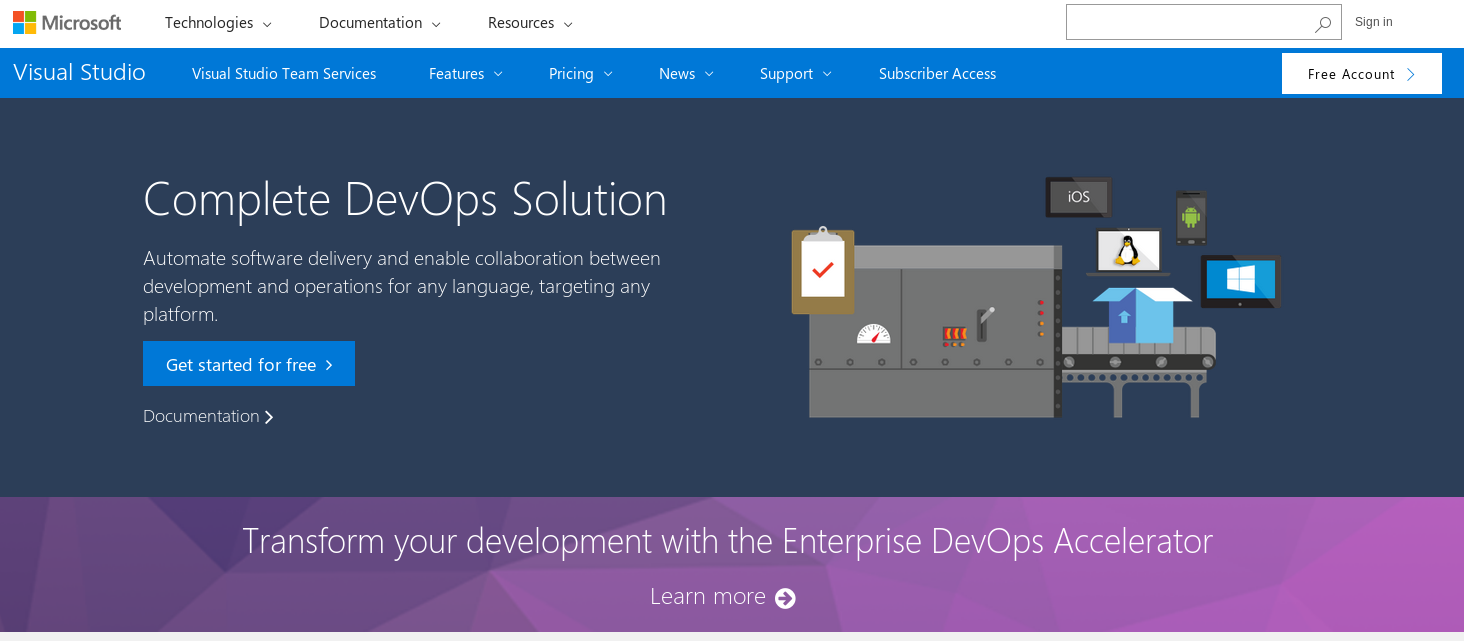 Microsoft Technologies Documentation Resources Sign in
Visual Studio Visual Studio Team Services Features Pricing News Support Subscriber Access Free Account
Complete DevOps Solution
Automate software delivery and enable collaboration between
development and operations for any language, targeting any
platform.
Get started for free
Documentation
iOS
Transform your development with the Enterprise DevOps Accelerator
Learn more